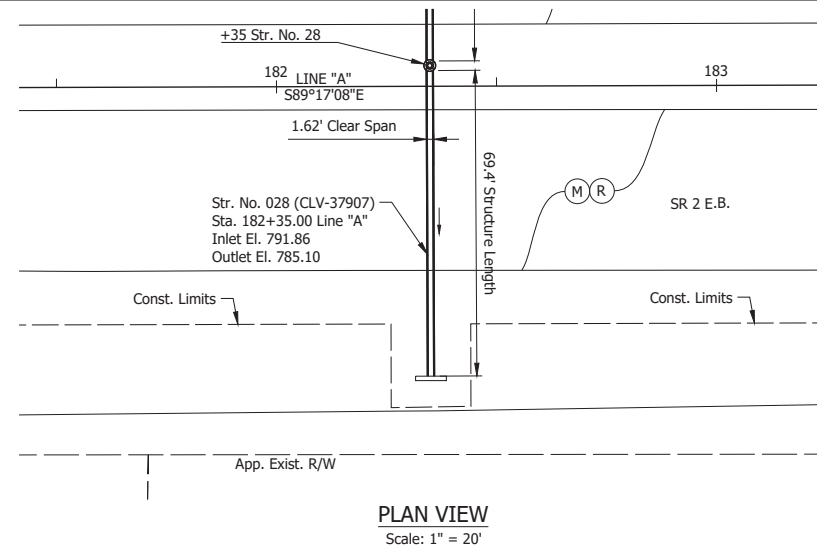 +35 Str. No. 28
182
LINE "A"
183
S89°17'08"E
1.62' Clear Span
69.4' Structure Length
M R
SR 2 E.B.
Str. No. 028 (CLV-37907)
Sta. 182+35.00 Line "A"
Inlet El. 791.86
Outlet El. 785.10
Const. Limits
Const. Limits
App. Exist. R/W
PLAN VIEW
Scale: 1" = 20'